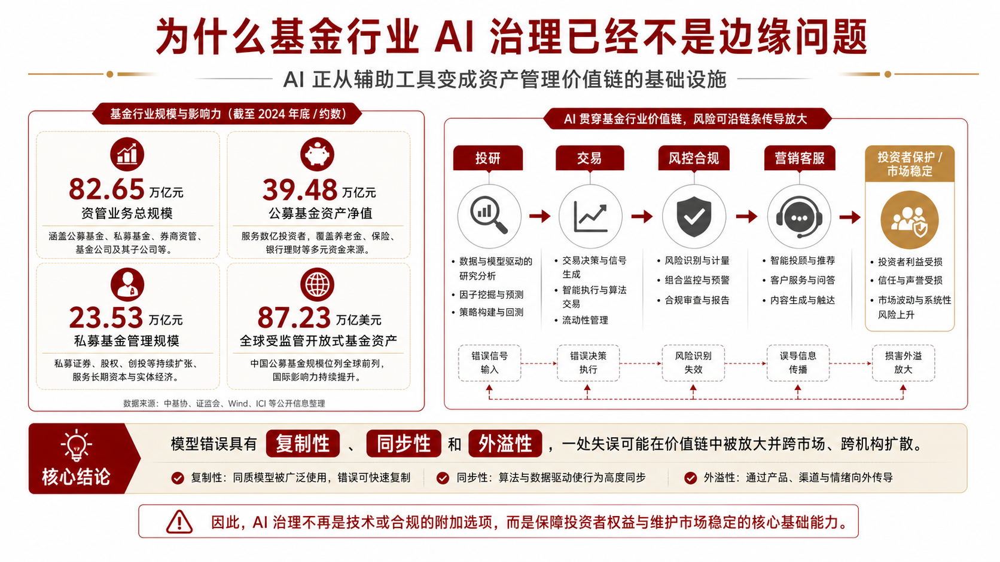 为什么基金行业 AI 治理已经不是边缘问题
AI 正从辅助工具变成资产管理价值链的基础设施
基金行业规模与影响力（截至 2024 年底 / 约数）
82.65 万亿元
资管业务总规模
涵盖公募基金、私募基金、券商资管、
基金公司及其子公司等。
39.48 万亿元
公募基金资产净值
服务数亿投资者，覆盖养老金、保险、
银行理财等多元资金来源。
23.53 万亿元
私募基金管理规模
私募证券、股权、创投等持续扩张、
服务长期资本与实体经济。
87.23 万亿美元
全球受监管开放式基金资产
中国公募基金规模位列全球前列，
国际影响力持续提升。
数据来源：中基协、证监会、Wind、ICI 等公开信息整理
AI 贯穿基金行业价值链，风险可沿链条传导放大
投研
• 数据与模型驱动的
研究分析
• 因子挖掘与预测
• 策略构建与回测
交易
• 交易决策与信号
生成
• 智能执行与算法
交易
• 流动性管理
风控合规
• 风险识别与计量
• 组合监控与预警
• 合规审查与报告
营销客服
• 智能投顾与推荐
• 客户服务与问答
• 内容生成与触达
投资者保护 /
市场稳定
• 投资者利益受损
• 信任与声誉受损
• 市场波动与系统性
风险上升
错误信号
输入
错误决策
执行
风险识别
失效
误导信息
传播
损害外溢
放大
核心结论
模型错误具有 复制性 、 同步性 和 外溢性 ，一处失误可能在价值链中被放大并跨市场、跨机构扩散。
复制性：同质模型被广泛使用，错误可快速复制
同步性：算法与数据驱动使行为高度同步
外溢性：通过产品、渠道与情绪向外传导
因此，AI 治理不再是技术或合规的附加选项，而是保障投资者权益与维护市场稳定的核心基础能力。